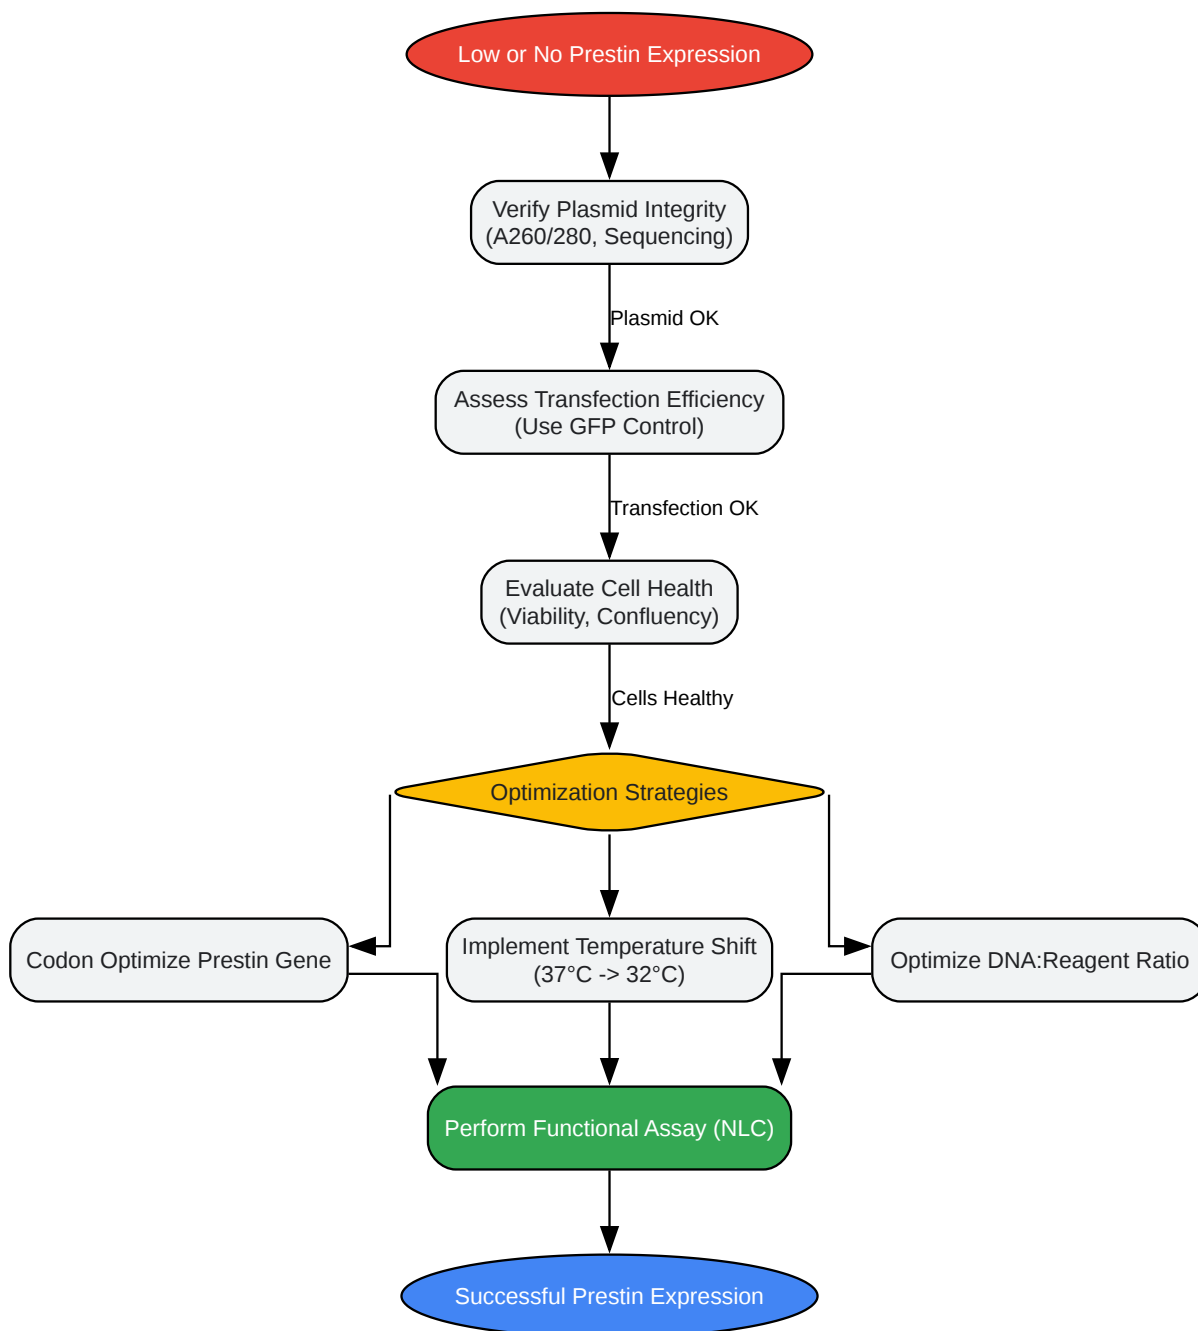 Low or No Prestin Expression
Verify Plasmid Integrity
(A260/280, Sequencing)
Plasmid OK
Assess Transfection Efficiency
(Use GFP Control)
Transfection OK
Evaluate Cell Health
(Viability, Confluency)
Cells Healthy
Optimization Strategies
Codon Optimize Prestin Gene
Implement Temperature Shift
(37°C -> 32°C)
Optimize DNA:Reagent Ratio
Perform Functional Assay (NLC)
Successful Prestin Expression